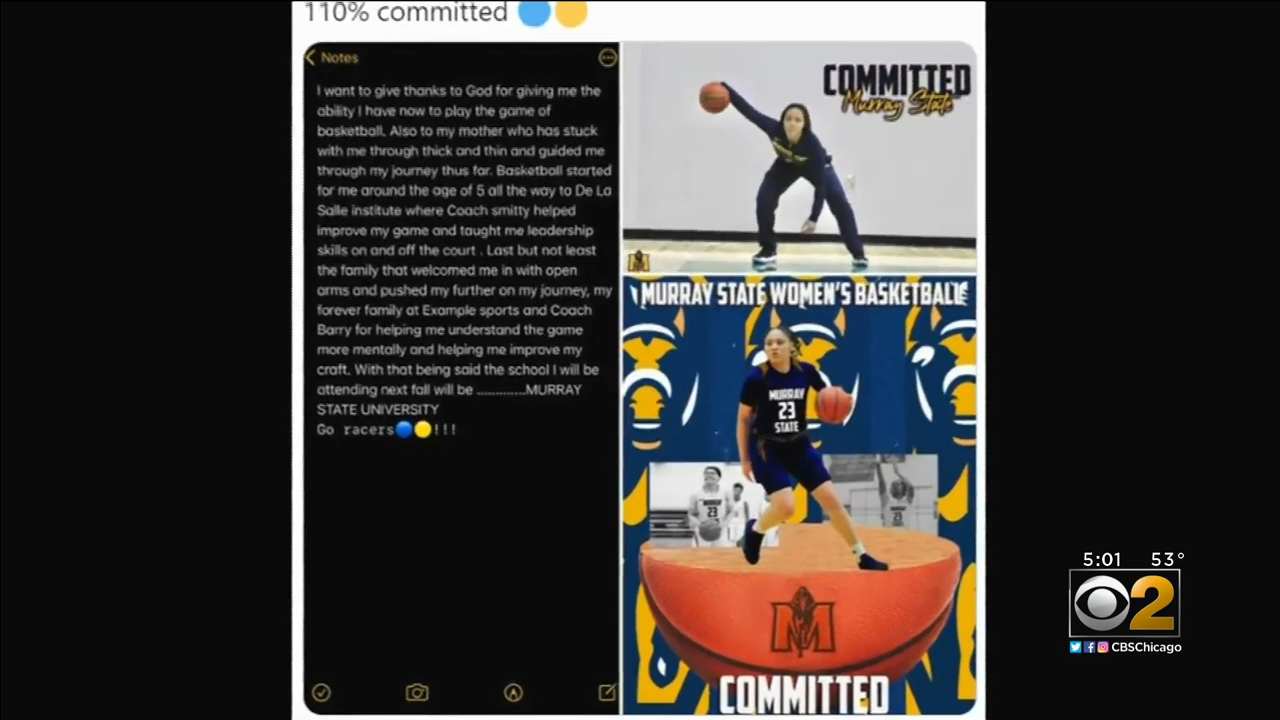 110% committed 🔵🟡
Notes
I want to give thanks to God for giving me the
ability I have now to play the game of
basketball. Also to my mother who has stuck
with me through thick and thin and guided me
through my journey thus far. Basketball started
for me around the age of 5 all the way to De La
Salle institute where Coach smitty helped
improve my game and taught me leadership
skills on and off the court . Last but not least
the family that welcomed me in with open
arms and pushed my further on my journey, my
forever family at Example sports and Coach
Barry for helping me understand the game
more mentally and helping me improve my
craft. With that being said the school I will be
attending next fall will be .............MURRAY
STATE UNIVERSITY
Go racers🔵🟡!!!
COMMITTED
Murray State
MURRAY STATE WOMEN'S BASKETBALL
MURRAY
23
STATE
23
23
M
COMMITTED
5:01 53°
2
CBSChicago